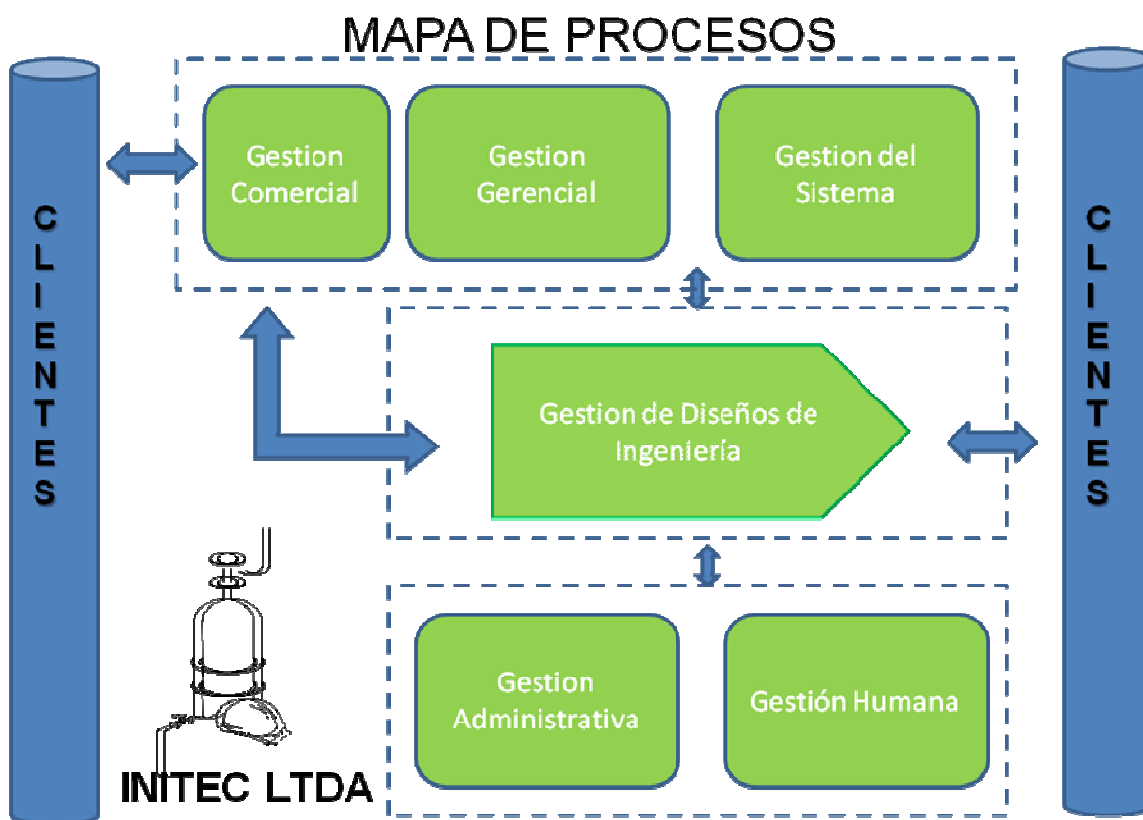 MAPA DE PROCESOS
CLIENTES
Gestion
Comercial
Gestion
Gerencial
Gestion del
Sistema
CLIENTES
Gestion de Diseños de
Ingeniería
Gestion
Administrativa
Gestión Humana
INITEC LTDA